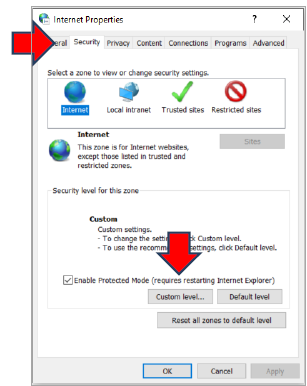 Internet Properties
? ×
eral Security Privacy Content Connections Programs Advanced
Select a zone to view or change security settings.
Internet Local intranet Trusted sites Restricted sites
Internet
Sites
This zone is for Internet websites,
except those listed in trusted and
restricted zones.
Security level for this zone
Custom
Custom settings.
- To change the settin ck Custom level.
- To use the recomm settings, click Default level.
Enable Protected Mode (requires restarting Internet Explorer)
Custom level... Default level
Reset all zones to default level
OK Cancel Apply